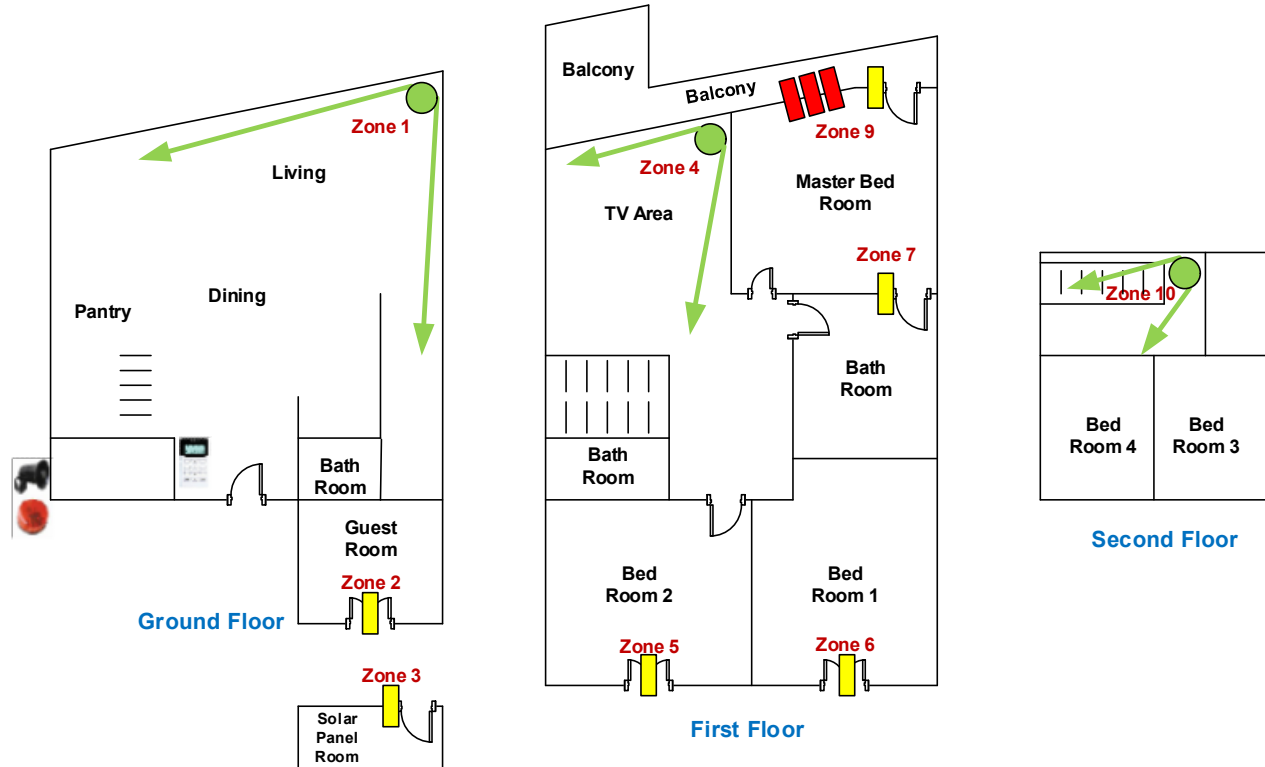 Zone 1
Living
Dining
Pantry
Bath
Room
Guest
Room
Zone 2
Ground Floor
Zone 3
Solar
Panel
Room
Balcony
Balcony
Zone 9
Zone 4
TV Area
Master Bed
Room
Zone 7
Bath
Room
Bath
Room
Bed
Room 2
Bed
Room 1
Zone 5
Zone 6
First Floor
Zone 10
Bed
Room 4
Bed
Room 3
Second Floor